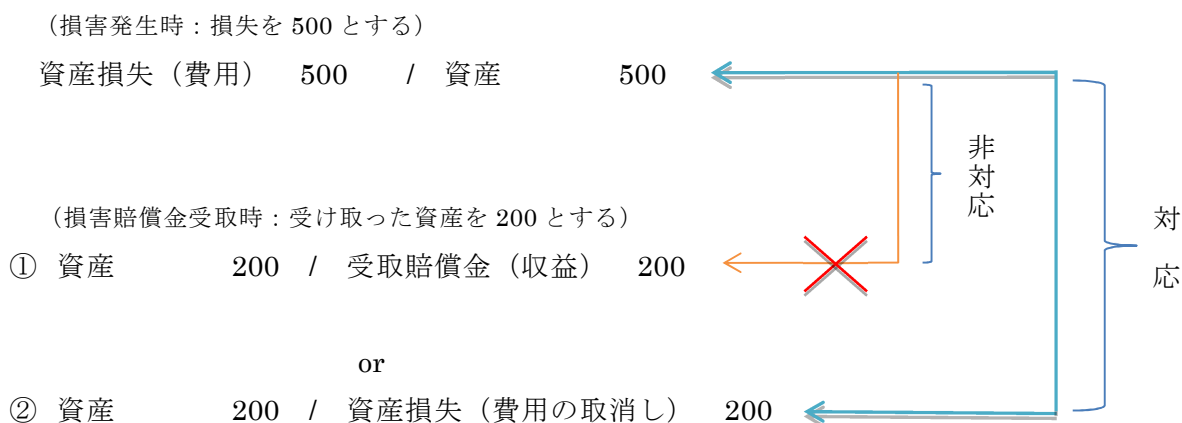 （損害発生時：損失を 500 とする）
資産損失（費用） 500 / 資産 500
非対応
（損害賠償金受取時：受け取った資産を 200 とする）
対応
① 資産 200 / 受取賠償金（収益） 200
or
② 資産 200 / 資産損失（費用の取消し） 200